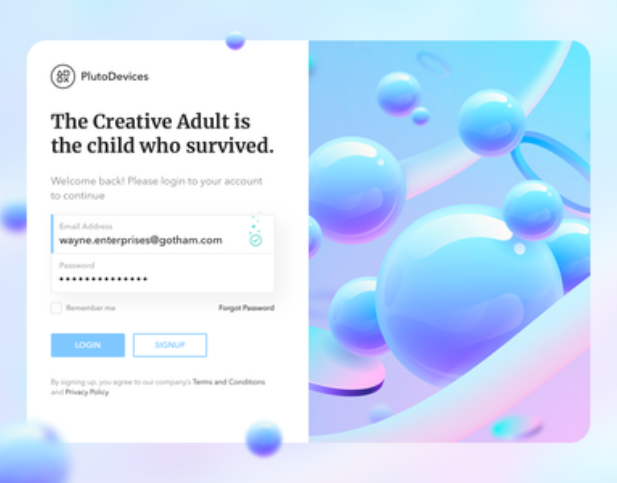 PlutoDevices
The Creative Adult is
the child who survived.
Welcome back! Please login to your account
to continue
Email Address
wayne.enterprises@gotham.com
Password
••••••••••••••
Remember me
Forgot Password
LOGIN
SIGNUP
By signing up, you agree to our company's Terms and Conditions
and Privacy Policy